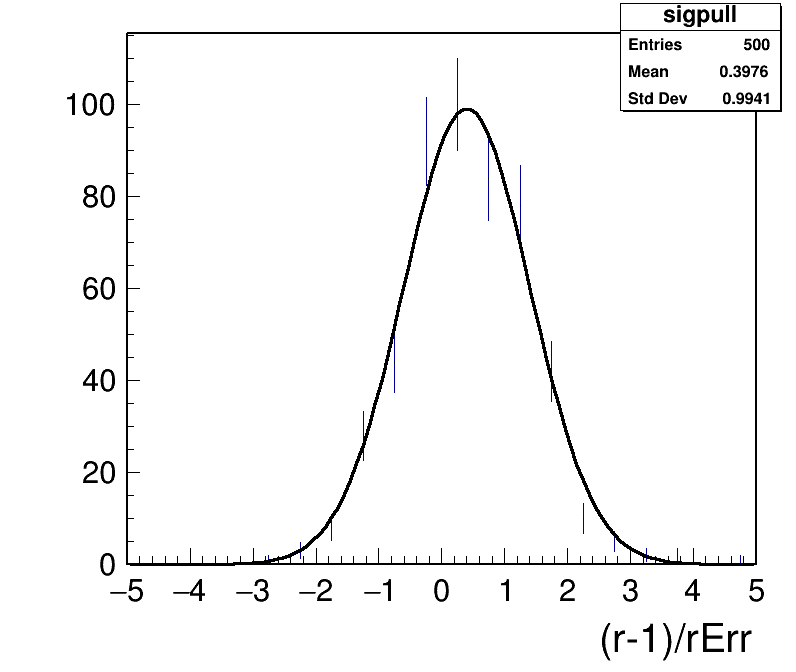 sigpull
Entries 500
Mean 0.3976
Std Dev 0.9941
100
80
60
40
20
0
−5 −4 −3 −2 −1 0 1 2 3 4 5
(r-1)/rErr